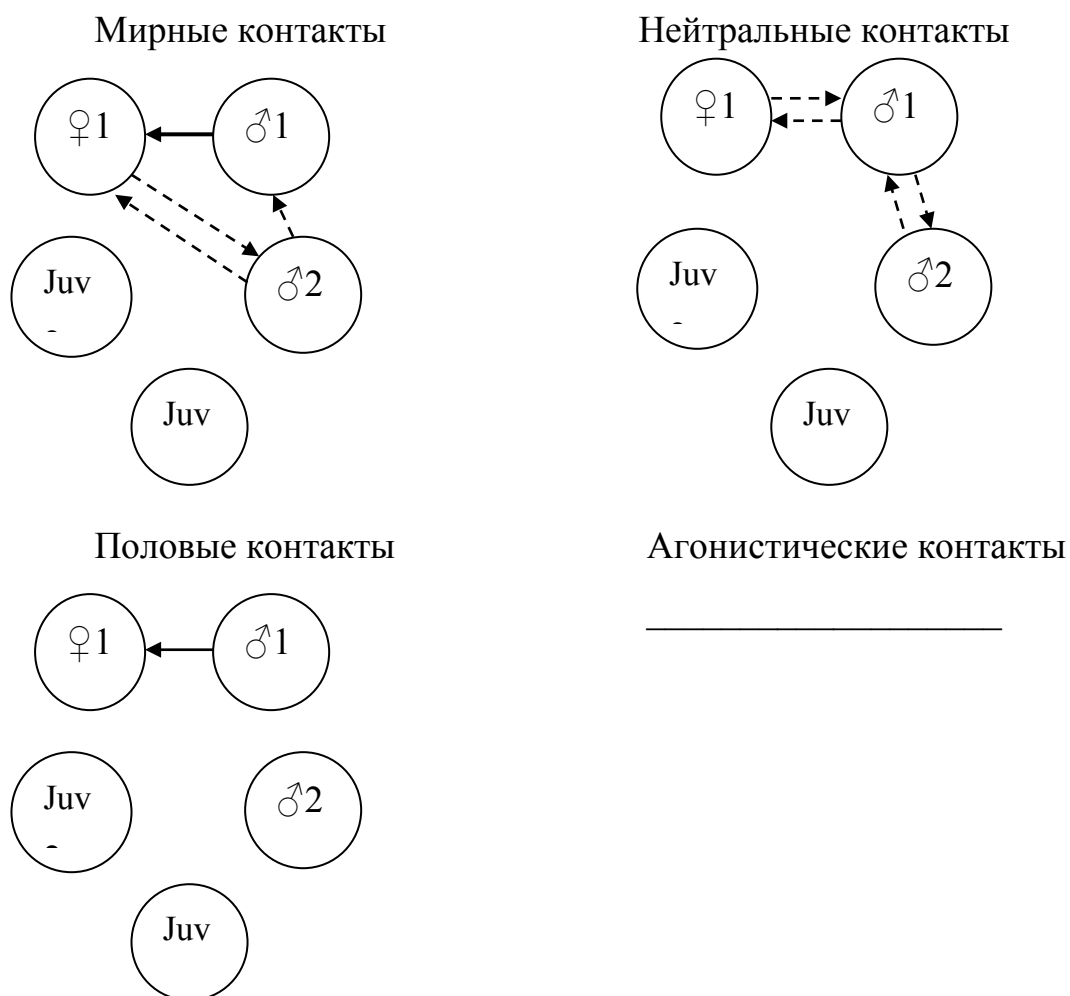 Мирные контакты
♀1
♂1
Juv
♂2
Juv
Нейтральные контакты
♀1
♂1
Juv
♂2
Juv
Половые контакты
♀1
♂1
Juv
♂2
Juv
Агонистические контакты